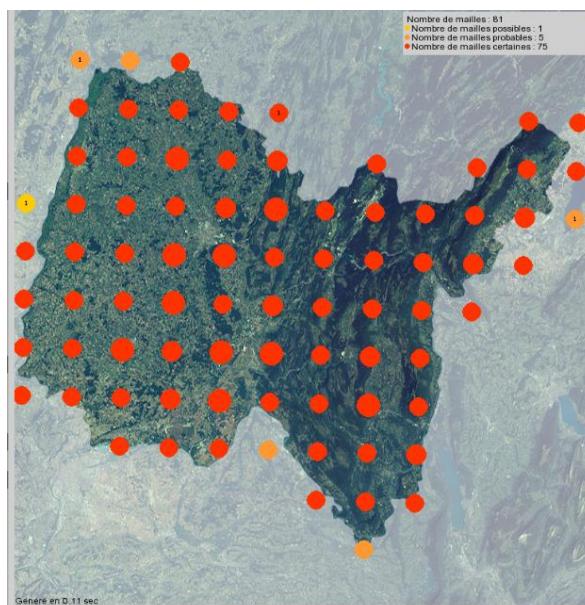 Nombre de mailles : 81
Nombre de mailles possibles : 1
Nombre de mailles probables : 5
Nombre de mailles certaines : 75
1
1
1
1
Généré en 0.11 sec